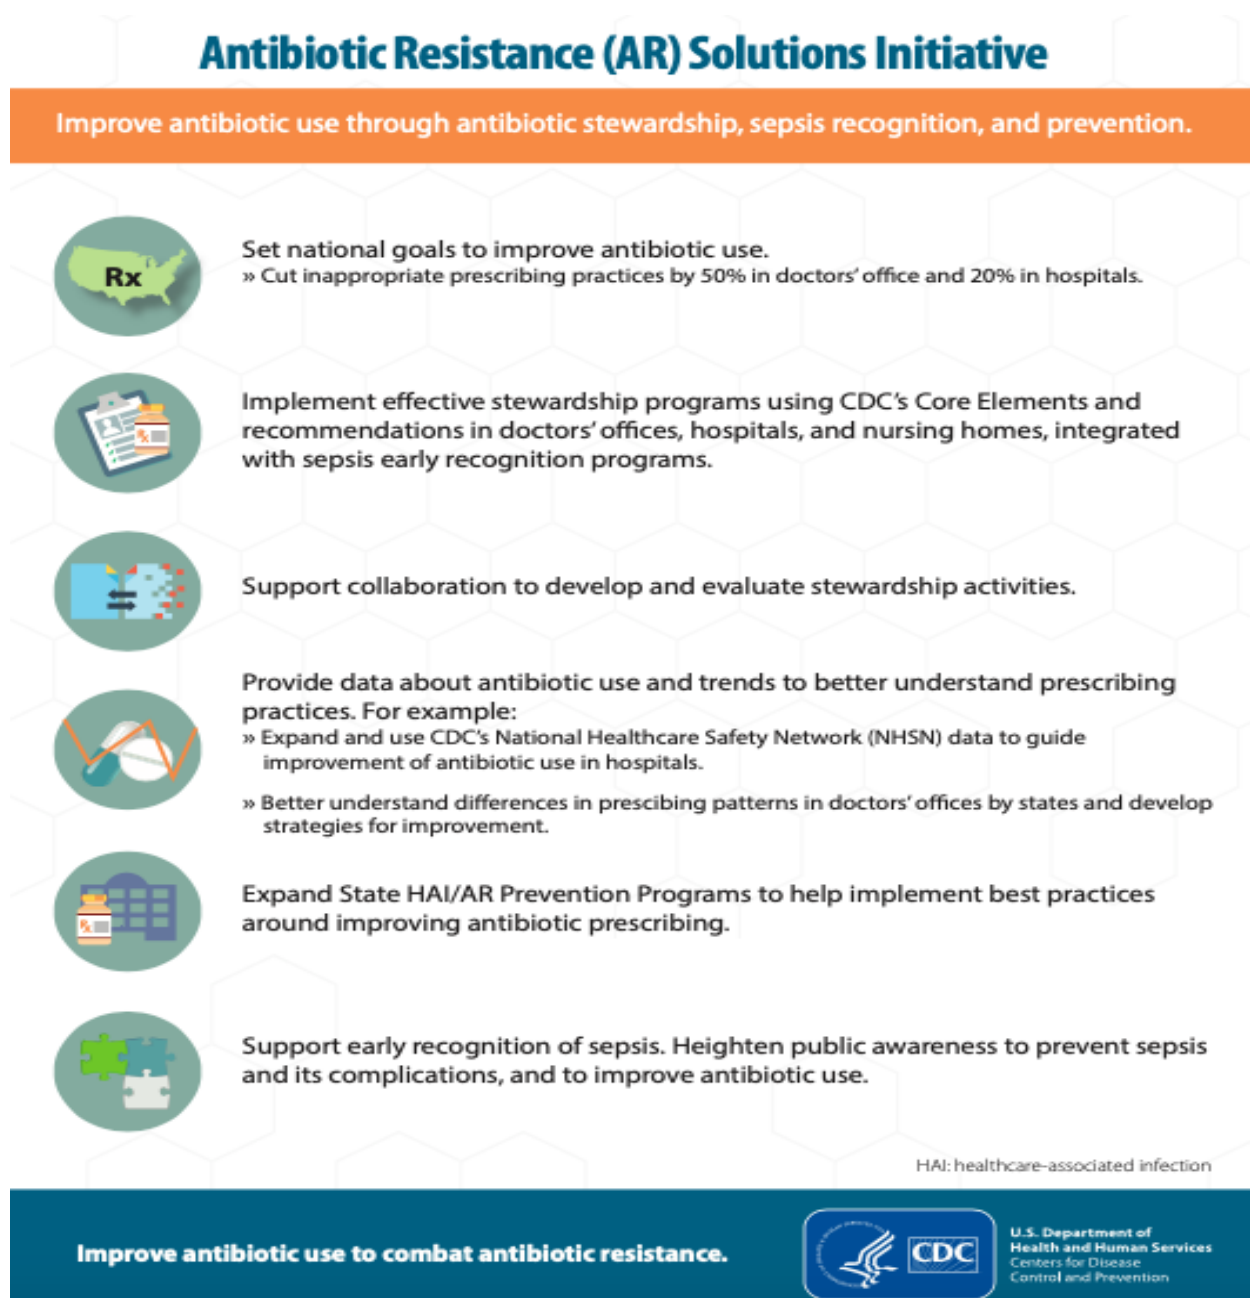 Antibiotic Resistance (AR) Solutions Initiative
Improve antibiotic use through antibiotic stewardship, sepsis recognition, and prevention.
Rx
Set national goals to improve antibiotic use.
» Cut inappropriate prescribing practices by 50% in doctors' office and 20% in hospitals.
Implement effective stewardship programs using CDC's Core Elements and
recommendations in doctors' offices, hospitals, and nursing homes, integrated
with sepsis early recognition programs.
Support collaboration to develop and evaluate stewardship activities.
Provide data about antibiotic use and trends to better understand prescribing
practices. For example:
» Expand and use CDC's National Healthcare Safety Network (NHSN) data to guide
improvement of antibiotic use in hospitals.
» Better understand differences in prescibing patterns in doctors' offices by states and develop
strategies for improvement.
Expand State HAI/AR Prevention Programs to help implement best practices
around improving antibiotic prescribing.
Support early recognition of sepsis. Heighten public awareness to prevent sepsis
and its complications, and to improve antibiotic use.
HAI: healthcare-associated infection
Improve antibiotic use to combat antibiotic resistance.
CDC
U.S. Department of
Health and Human Services
Centers for Disease
Control and Prevention